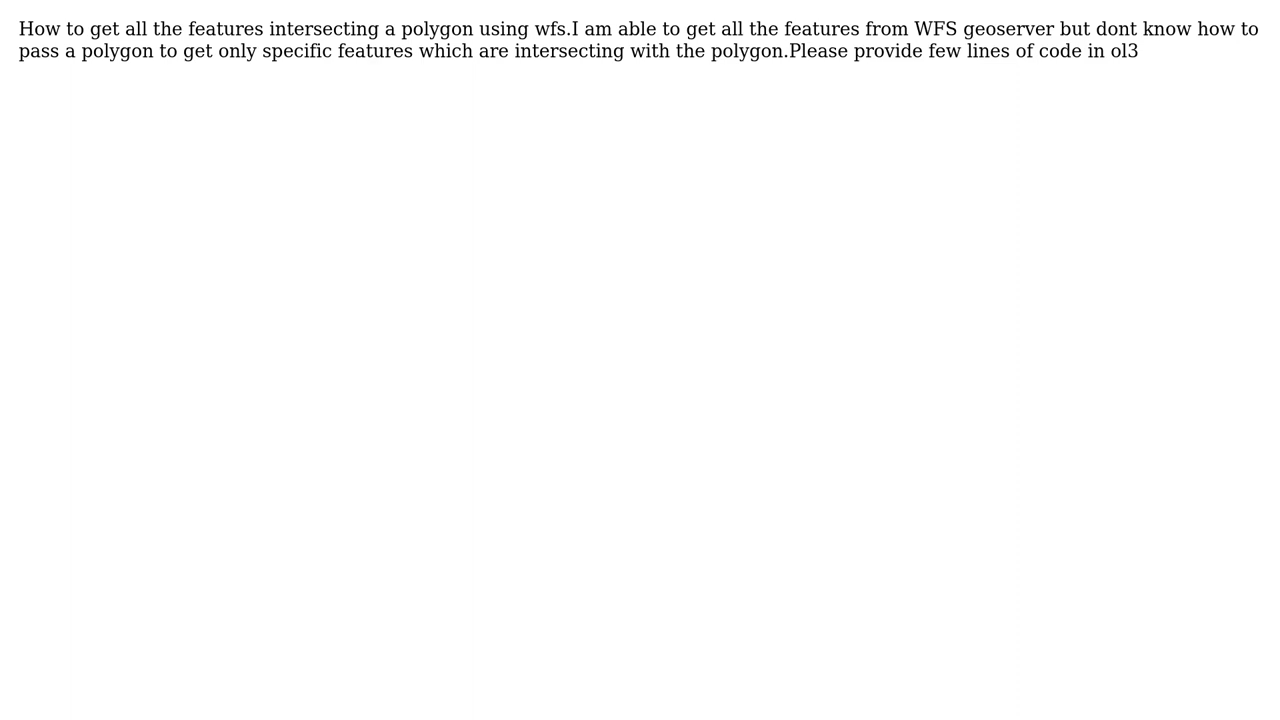 How to get all the features intersecting a polygon using wfs.I am able to get all the features from WFS geoserver but dont know how to
pass a polygon to get only specific features which are intersecting with the polygon.Please provide few lines of code in ol3